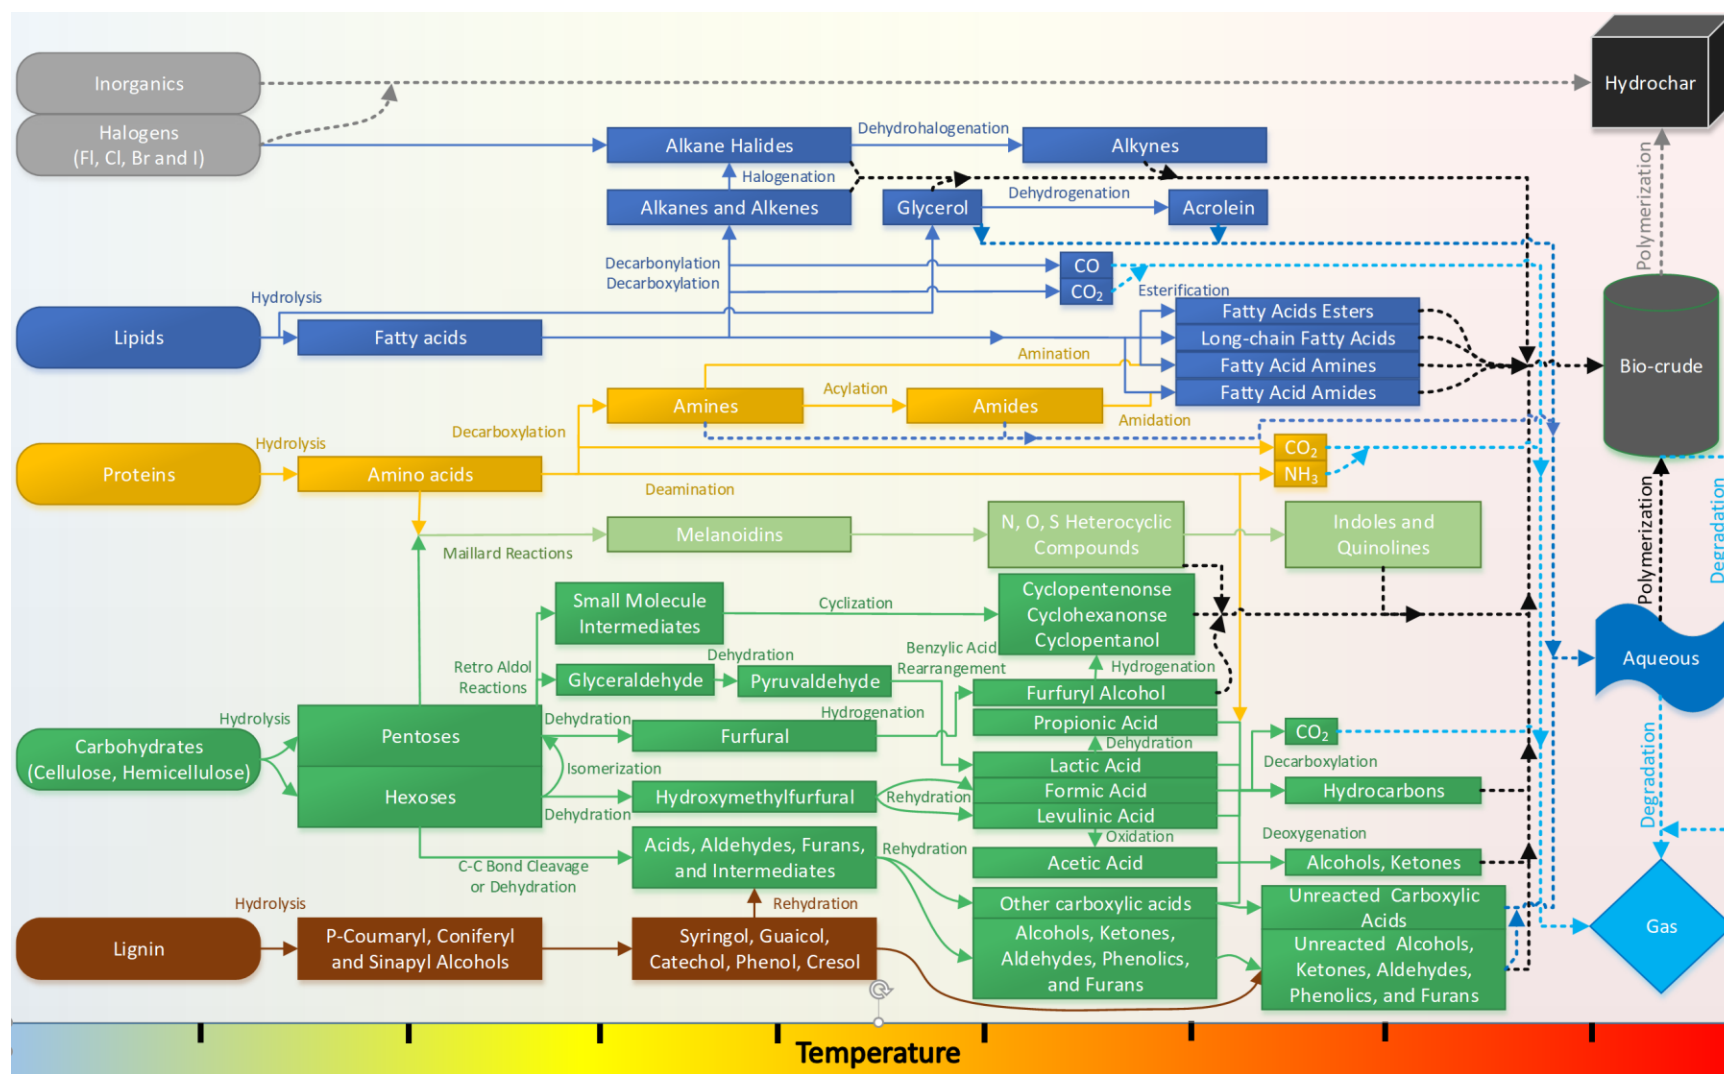 Inorganics
Hydrochar
Halogens
(Fl, Cl, Br and I)
Alkane Halides
Dehydrohalogenation
Alkynes
Halogenation
Alkanes and Alkenes
Glycerol
Dehydrogenation
Acrolein
Polymerization
Decarbonylation
Decarboxylation
CO
CO2
Esterification
Hydrolysis
Lipids
Fatty acids
Fatty Acids Esters
Long-chain Fatty Acids
Fatty Acid Amines
Fatty Acid Amides
Bio-crude
Amination
Amines
Acylation
Amides
Amidation
Decarboxylation
Hydrolysis
Proteins
Amino acids
Deamination
CO2
NH3
Polymerization
Degradation
Maillard Reactions
Melanoidins
N, O, S Heterocyclic
Compounds
Indoles and
Quinolines
Small Molecule
Intermediates
Cyclization
Cyclopentenonse
Cyclohexanonse
Cyclopentanol
Retro Aldol
Reactions
Glyceraldehyde
Dehydration
Pyruvaldehyde
Benzylic Acid
Rearrangement
Hydrogenation
Furfuryl Alcohol
Aqueous
Hydrolysis
Carbohydrates
(Cellulose, Hemicellulose)
Pentoses
Hexoses
Dehydration
Isomerization
Dehydration
Furfural
Hydrogenation
Hydroxymethylfurfural
Rehydration
Propionic Acid
Dehydration
Lactic Acid
Formic Acid
Levulinic Acid
Oxidation
Acetic Acid
CO2
Decarboxylation
Hydrocarbons
Deoxygenation
Alcohols, Ketones
Degradation
C-C Bond Cleavage
or Dehydration
Acids, Aldehydes, Furans,
and Intermediates
Rehydration
Other carboxylic acids
Alcohols, Ketones,
Aldehydes, Phenolics,
and Furans
Unreacted Carboxylic
Acids
Unreacted Alcohols,
Ketones, Aldehydes,
Phenolics, and Furans
Gas
Hydrolysis
Lignin
P-Coumaryl, Coniferyl
and Sinapyl Alcohols
Rehydration
Syringol, Guaicol,
Catechol, Phenol, Cresol
Temperature